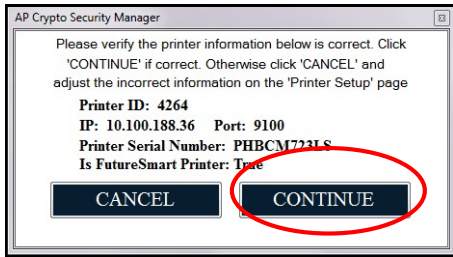 AP Crypto Security Manager
Please verify the printer information below is correct. Click
'CONTINUE' if correct. Otherwise click 'CANCEL' and
adjust the incorrect information on the 'Printer Setup' page
Printer ID: 4264
IP: 10.100.188.36 Port: 9100
Printer Serial Number: PHBCM723LS
Is FutureSmart Printer: True
CANCEL CONTINUE